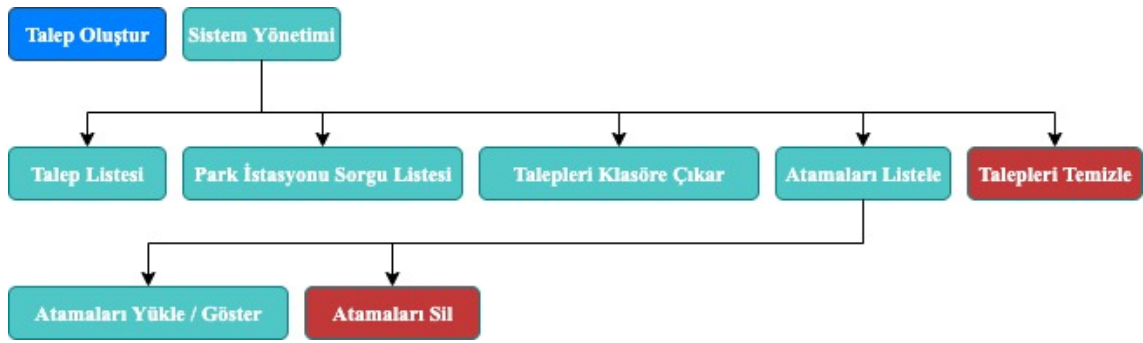 Talep Oluştur
Sistem Yönetimi
Talep Listesi
Park İstasyonu Sorgu Listesi
Talepleri Klasöre Çıkar
Atamaları Listele
Talepleri Temizle
Atamaları Yükle / Göster
Atamaları Sil